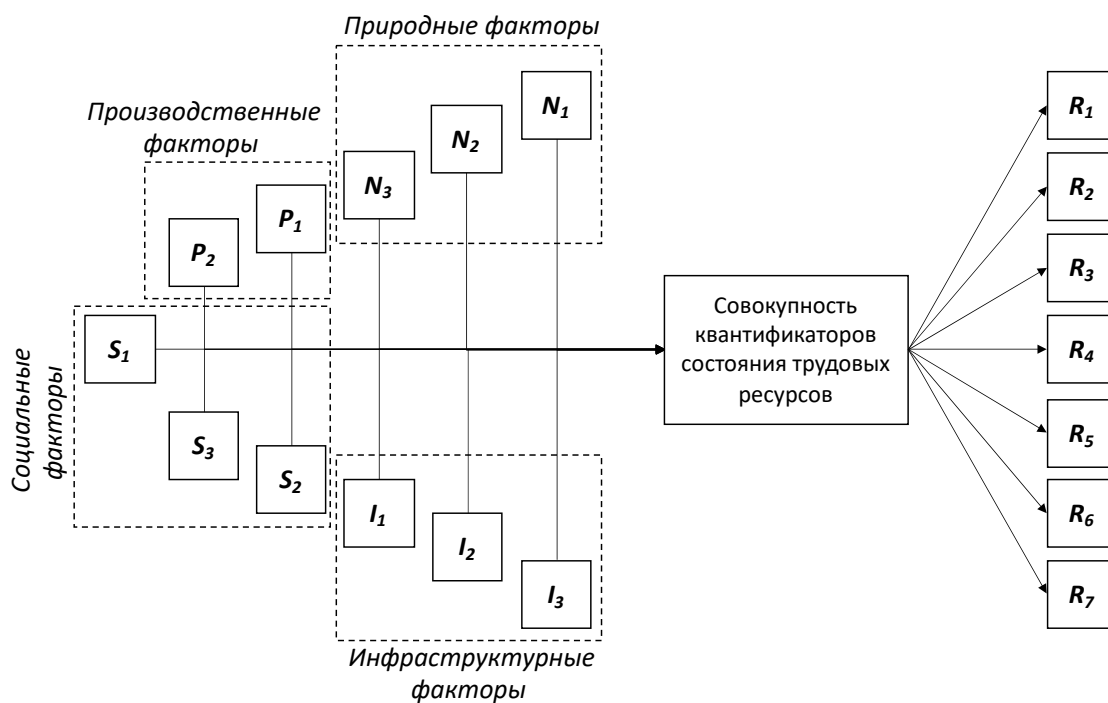 Природные факторы
N1
N2
N3
Производственные
факторы
P1
P2
Социальные
факторы
S1
S3
S2
I1
I2
I3
Инфраструктурные
факторы
Совокупность
квантификаторов
состояния трудовых
ресурсов
R1
R2
R3
R4
R5
R6
R7